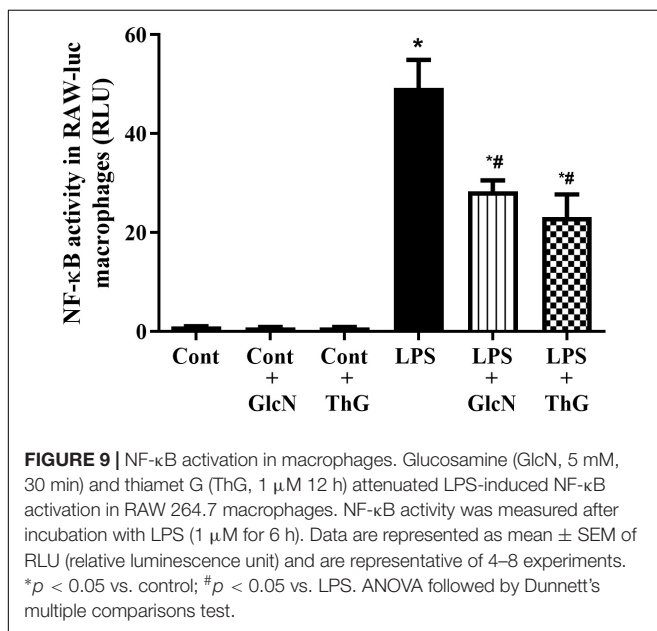 NF-κB activity in RAW-luc
macrophages (RLU)
60
40
20
0
*
*#
*#
Cont
Cont
+
GlcN
Cont
+
ThG
LPS
LPS
+
GlcN
LPS
+
ThG
FIGURE 9 | NF-κB activation in macrophages. Glucosamine (GlcN, 5 mM,
30 min) and thiamet G (ThG, 1 μM 12 h) attenuated LPS-induced NF-κB
activation in RAW 264.7 macrophages. NF-κB activity was measured after
incubation with LPS (1 μM for 6 h). Data are represented as mean ± SEM of
RLU (relative luminescence unit) and are representative of 4–8 experiments.
*p < 0.05 vs. control; #p < 0.05 vs. LPS. ANOVA followed by Dunnett's
multiple comparisons test.